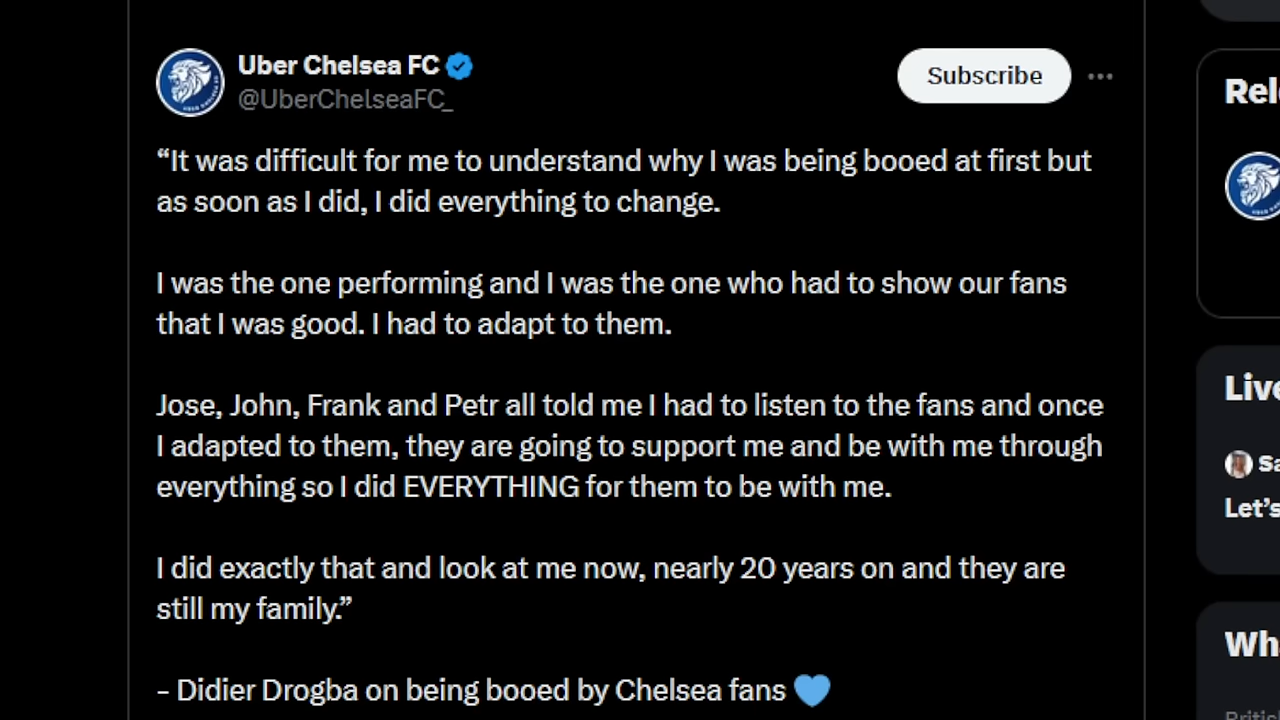 Uber Chelsea FC
@UberChelseaFC_
Subscribe
“It was difficult for me to understand why I was being booed at first but
as soon as I did, I did everything to change.
I was the one performing and I was the one who had to show our fans
that I was good. I had to adapt to them.
Jose, John, Frank and Petr all told me I had to listen to the fans and once
I adapted to them, they are going to support me and be with me through
everything so I did EVERYTHING for them to be with me.
I did exactly that and look at me now, nearly 20 years on and they are
still my family.”
– Didier Drogba on being booed by Chelsea fans 💙
Rel
Live
Sa
Let’s
Wh